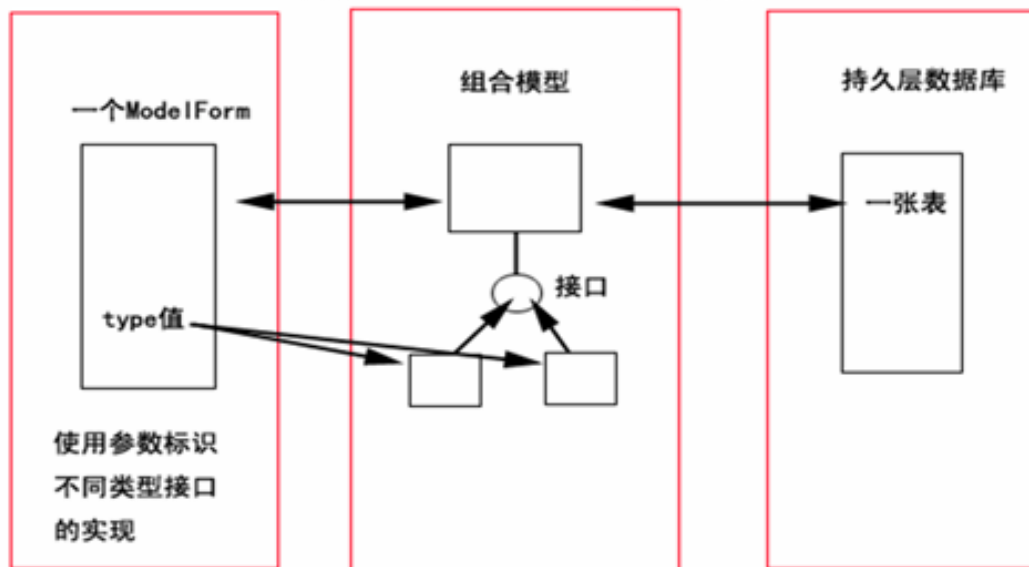 一个ModelForm
type值
使用参数标识
不同类型接口
的实现
组合模型
接口
持久层数据库
一张表